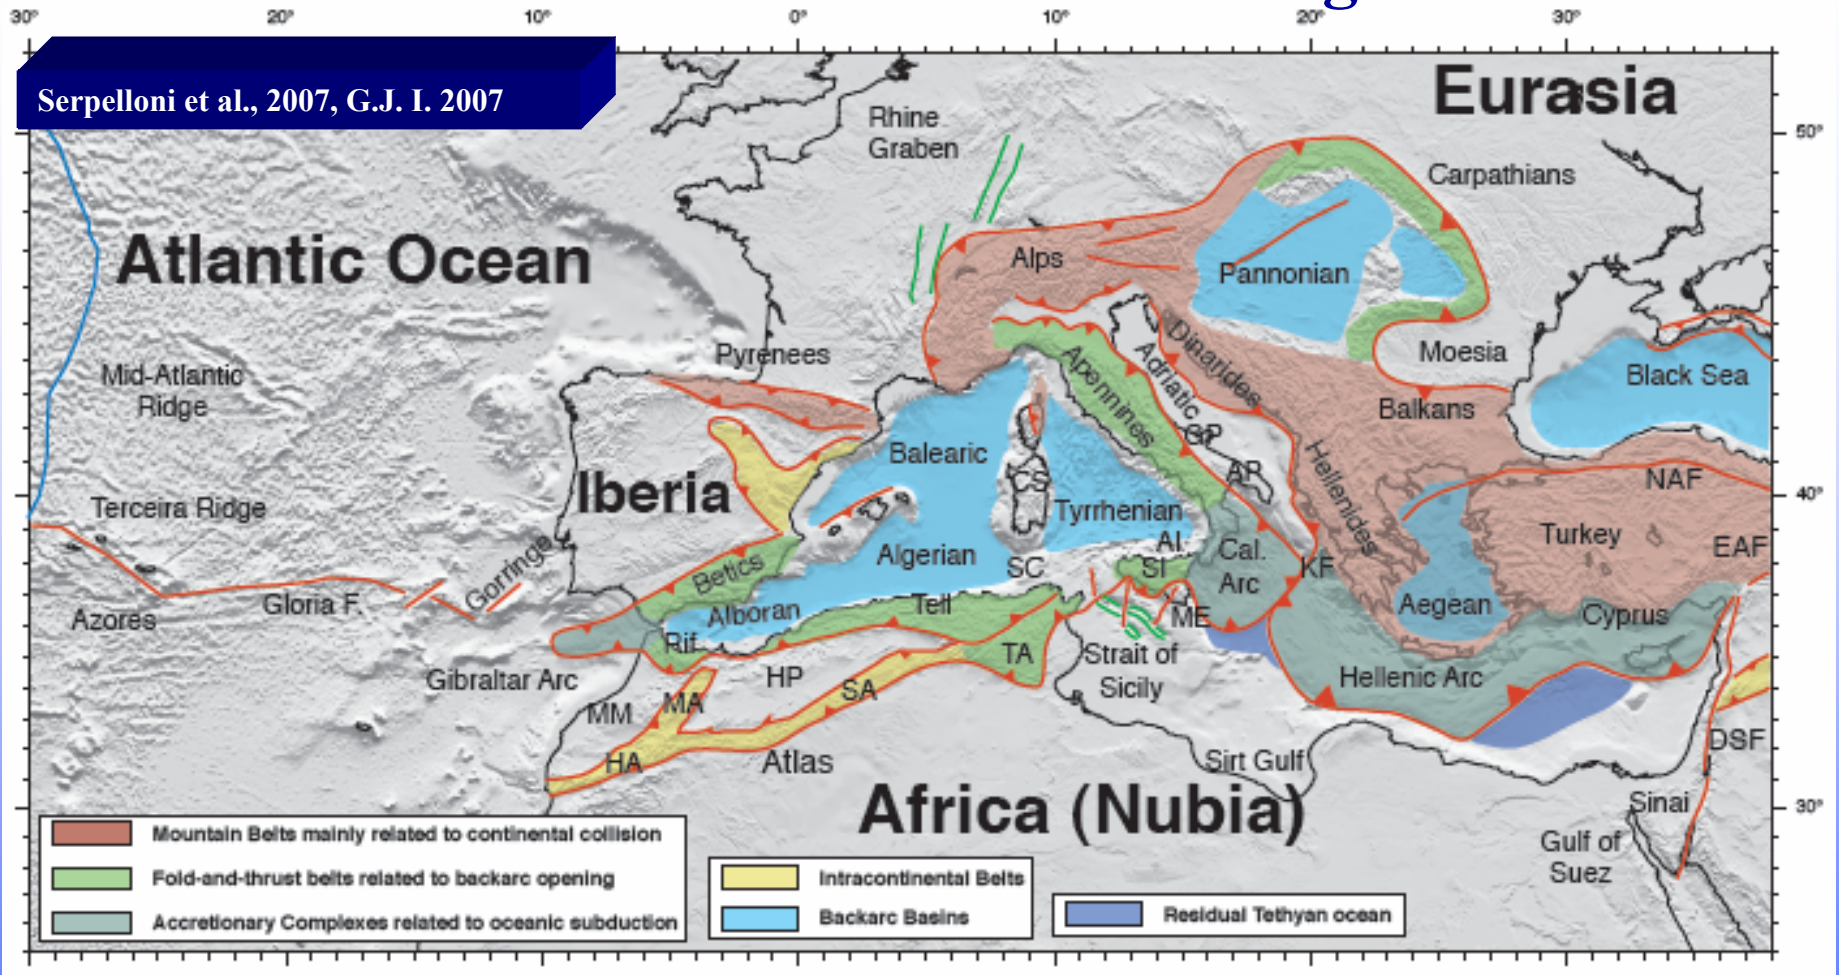 30°
20°
10°
0°
10°
20°
30°
g
Serpelloni et al., 2007, G.J. I. 2007
Eurasia
Rhine
Graben
50°
Carpathians
Atlantic Ocean
Alps
Pannonian
Pyrenees
Dinarides
Moesia
Mid-Atlantic
Ridge
Apennines
Adriatic
Black Sea
Balkans
GP
Balearic
Hellenides
AP
NAF
Iberia
CS
40°
Terceira Ridge
Tyrrhenian
Turkey
AI
Cal.
Arc
EAF
Algerian
SC
SI
KF
Gorringe
Betics
Azores
Gloria F.
Alboran
Tell
Aegean
Cyprus
ME
Rif
Strait of
Sicily
TA
Gibraltar Arc
HP
Hellenic Arc
MA
SA
MM
DSF
HA
Atlas
Sirt Gulf
Africa (Nubia)
Sinai
30°
Gulf of
Suez
Mountain Belts mainly related to continental collision
Fold-and-thrust belts related to backarc opening
Accretionary Complexes related to oceanic subduction
Intracontinental Belts
Backarc Basins
Residual Tethyan ocean